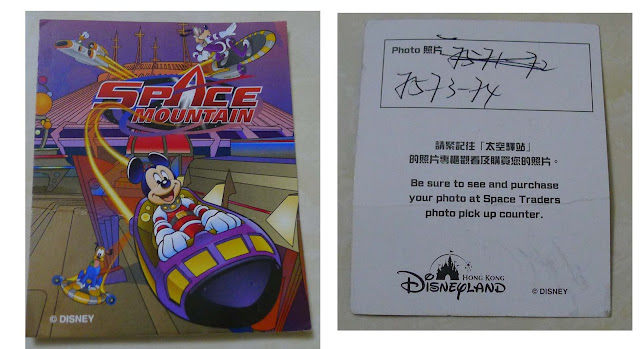 SPACE
MOUNTAIN
© DISNEY
Photo 照片
7573-74
請緊記往「太空驛站」
的照片專櫃觀看及購買您的照片。
Be sure to see and purchase
your photo at Space Traders
photo pick up counter.
HONG KONG
DISNEYLAND
© DISNEY